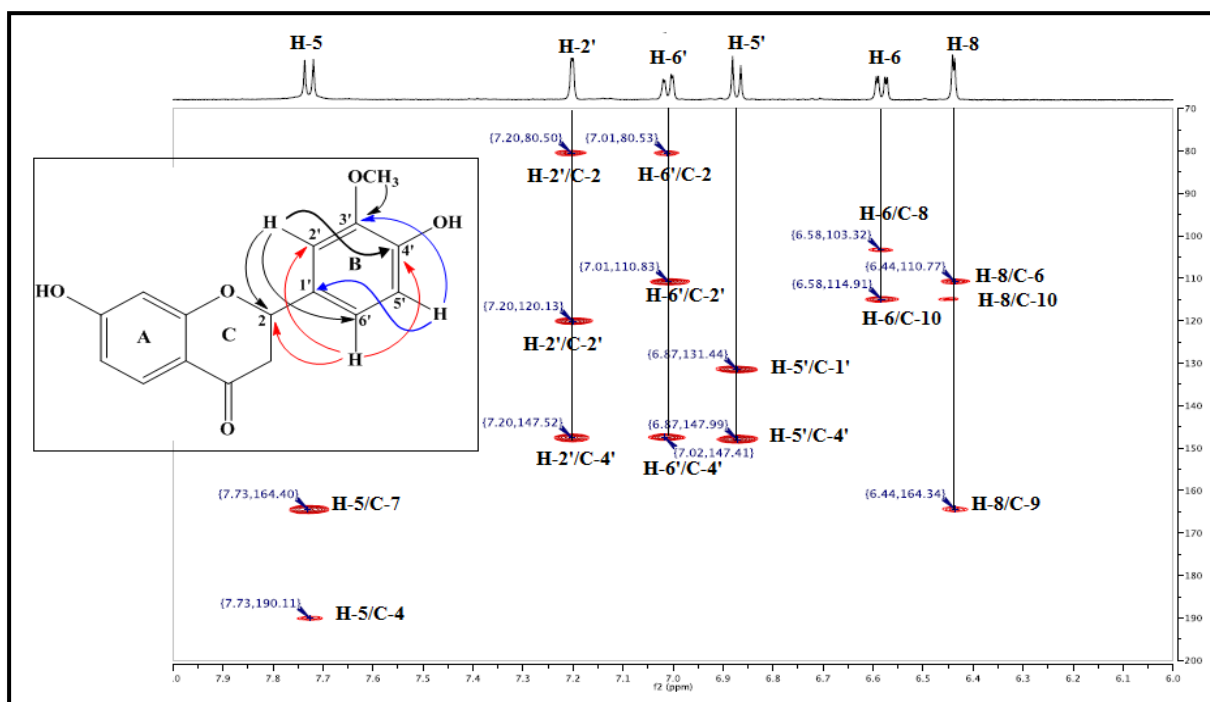 H-5 H-2' H-6' H-5' H-6 H-8
{7.20,80.50} {7.01,80.53}
H-2'/C-2 H-6'/C-2
H-6/C-8
{6.58,103.32}
{6.44,110.77}
{7.01,110.83} H-8/C-6
H-6'/C-2' {6.58,114.91} H-8/C-10
{7.20,120.13} H-6/C-10
H-2'/C-2'
{6.87,131.44} H-5'/C-1'
{7.20,147.52} {6.87,147.99} H-5'/C-4'
H-2'/C-4' {7.02,147.41}
H-6'/C-4'
{7.73,164.40} H-5/C-7 {6.44,164.34} H-8/C-9
{7.73,190.11} H-5/C-4
OCH3
H 3' OH
2' 4'
B
HO O 1' 5'
2 6' H
A C
H
O
70
80
90
100
110
120
130
140
150
160
170
180
190
200
.0 7.9 7.8 7.7 7.6 7.5 7.4 7.3 7.2 7.1 7.0 6.9 6.8 6.7 6.6 6.5 6.4 6.3 6.2 6.1 6.0
f2 (ppm)